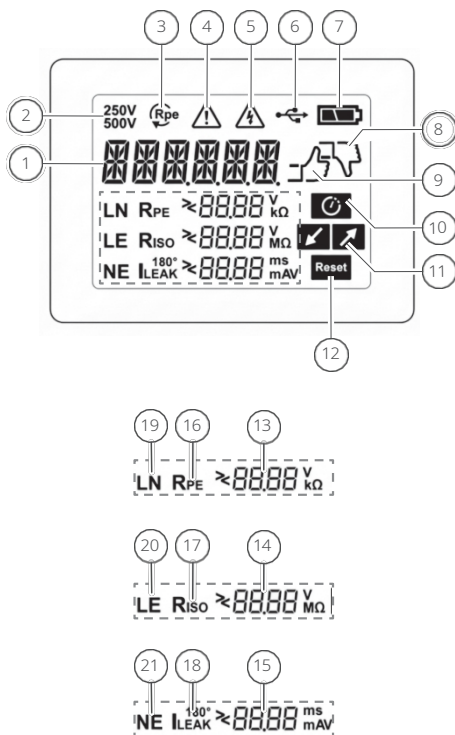 3 4 5 6 7
2 250V 500V Rpe
8
1
9
LN RPE ≷88.88 V kΩ
10
LE RISO ≷88.88 V MΩ
11
NE ILEAK 180° ≷88.88 ms mAV Reset
12
19 16 13
LN RPE ≷88.88 V kΩ
20 17 14
LE RISO ≷88.88 V MΩ
21 18 15
NE ILEAK 180° ≷88.88 ms mAV